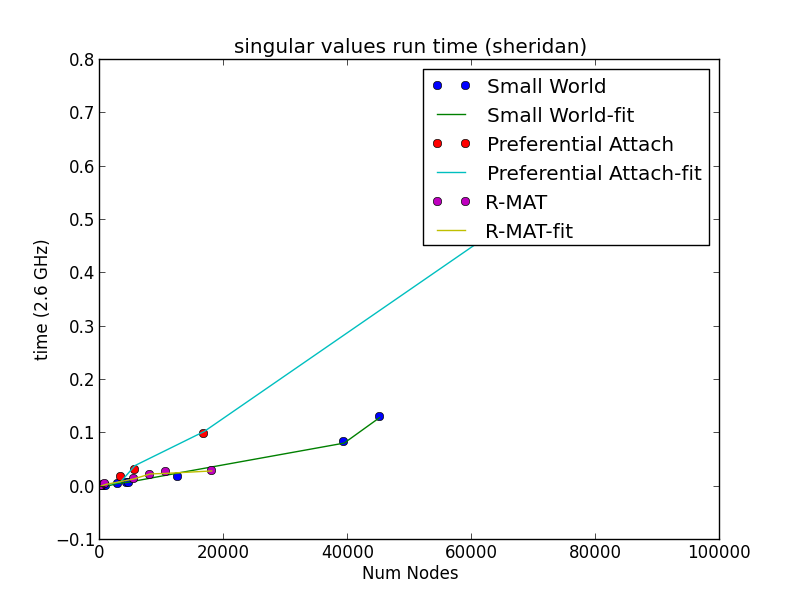 singular values run time (sheridan)
0.8
0.7
0.6
0.5
0.4
0.3
0.2
0.1
0.0
−0.1
time (2.6 GHz)
Small World
Small World-fit
Preferential Attach
Preferential Attach-fit
R-MAT
R-MAT-fit
0 20000 40000 60000 80000 100000
Num Nodes